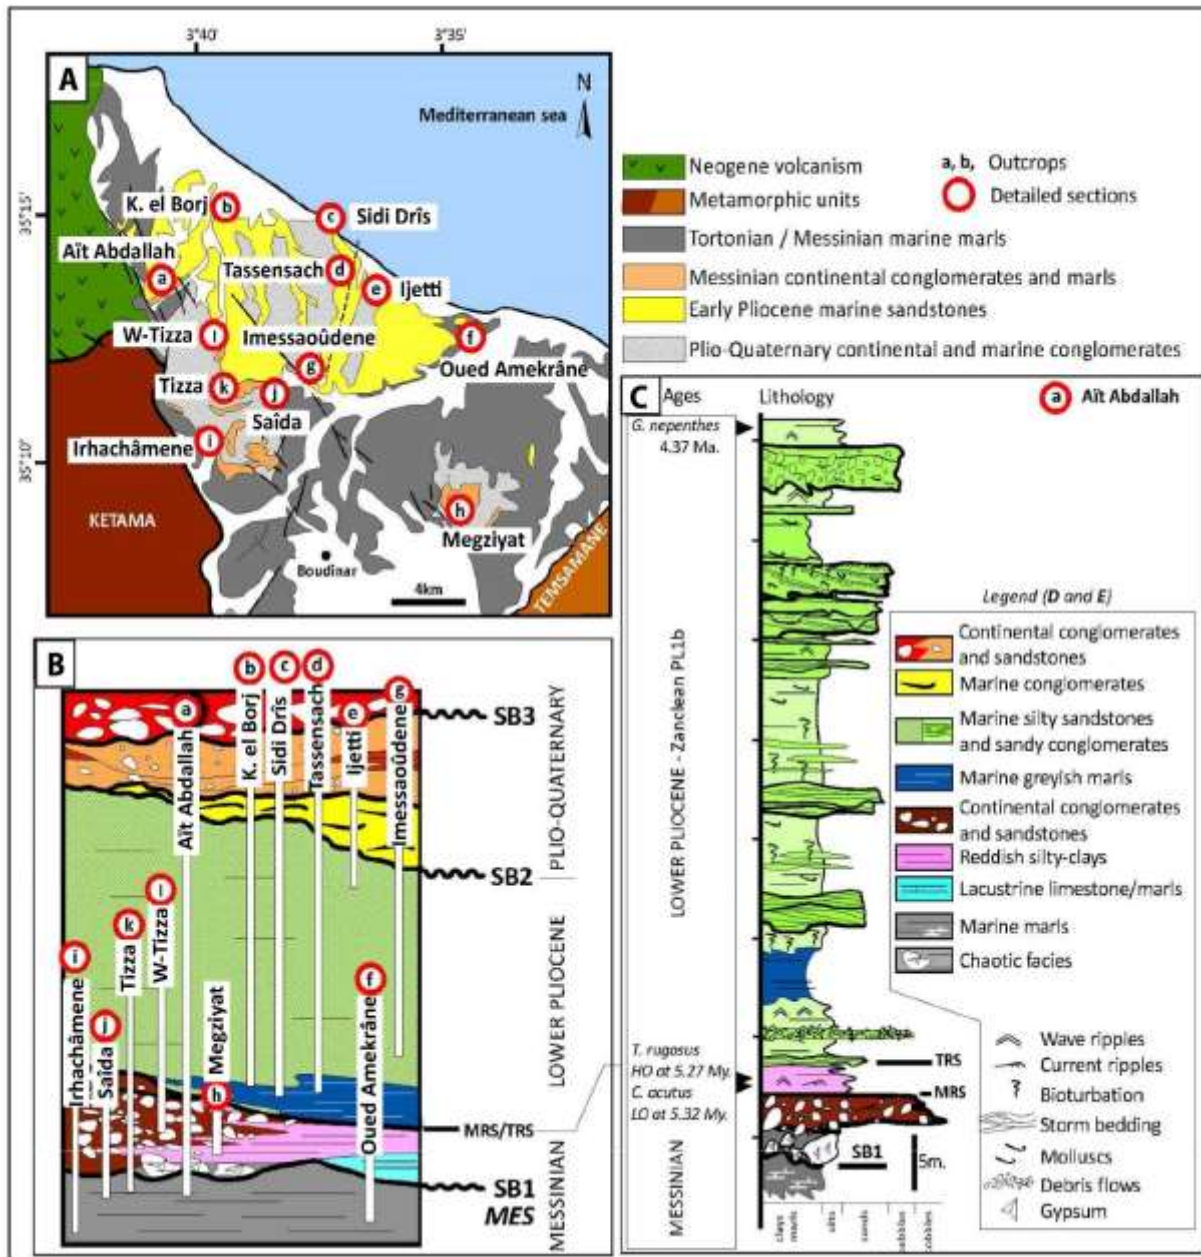 3°40'
3°35'
A
N
Mediterranean sea
35°15'
35°10'
K. el Borj
b
c
Sidi Drîs
Aït Abdallah
a
Tassensach
d
e
Ijetti
W-Tizza
l
Imessaoûdene
g
f
Oued Amekrâne
Tizza
k
j
Saîda
Irhachâmene
i
h
Megziyat
KETAMA
Boudinar
4km
TEMSAMANE
Neogene volcanism
Metamorphic units
Tortonian / Messinian marine marls
Messinian continental conglomerates and marls
Early Pliocene marine sandstones
Plio-Quaternary continental and marine conglomerates
a, b, Outcrops
Detailed sections
B
a
Aït Abdallah
b
K. el Borj
c
Sidi Drîs
d
Tassensach
e
Ijetti
g
Imessaoûdene
i
Irhachâmene
j
Saîda
k
Tizza
l
W-Tizza
h
Megziyat
f
Oued Amekrâne
SB3
SB2
MRS/TRS
SB1
MES
PLIO-QUATERNARY
LOWER PLIOCENE
MESSINIAN
C
Ages
Lithology
a
Aït Abdallah
G. nepenthes
4.37 Ma.
LOWER PLIOCENE - Zanclean PL1b
T. rugosus
HO at 5.27 My.
C. acutus
LO at 5.32 My.
MESSINIAN
TRS
MRS
SB1
5m.
clays
marls
silts
sands
pebbles
cobbles
Legend (D and E)
Continental conglomerates
and sandstones
Marine conglomerates
Marine silty sandstones
and sandy conglomerates
Marine greyish marls
Continental conglomerates
and sandstones
Reddish silty-clays
Lacustrine limestone/marls
Marine marls
Chaotic facies
Wave ripples
Current ripples
Bioturbation
Storm bedding
Molluscs
Debris flows
Gypsum